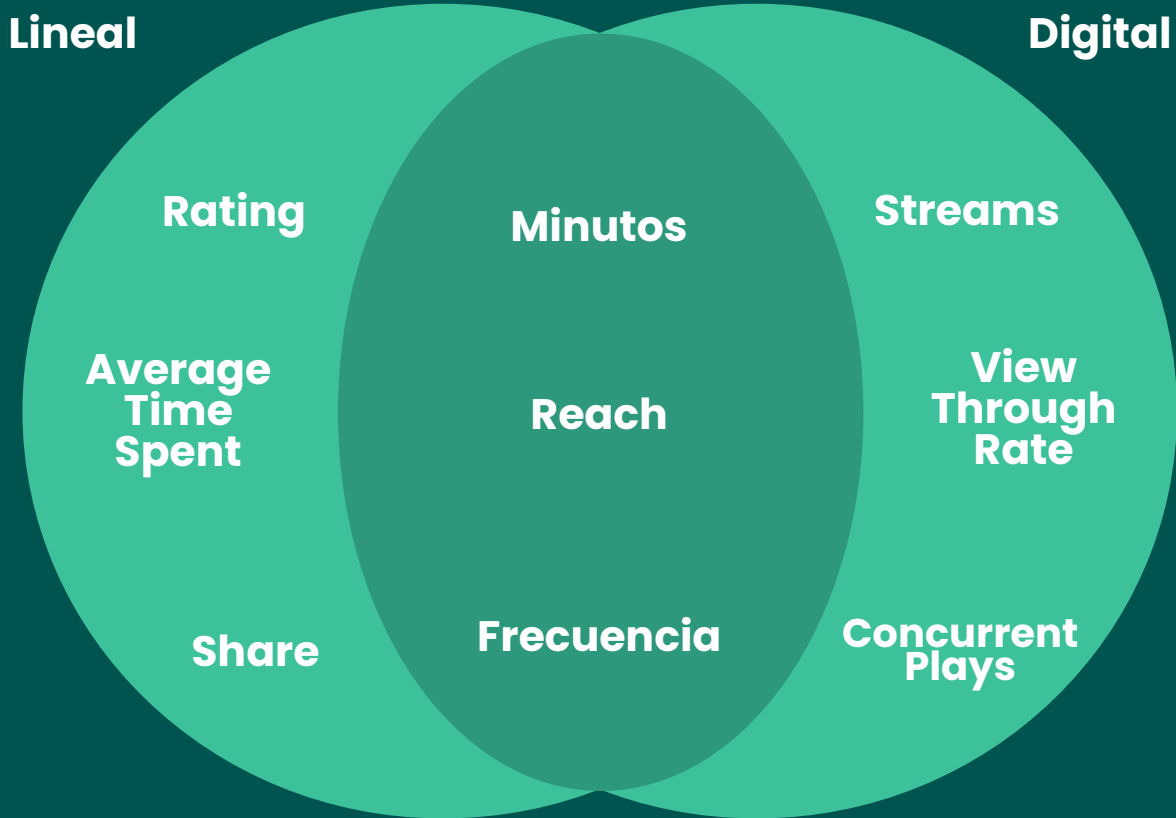 Lineal
Digital
Rating
Minutos
Streams
Average
Time
Spent
Reach
View
Through
Rate
Share
Frecuencia
Concurrent
Plays